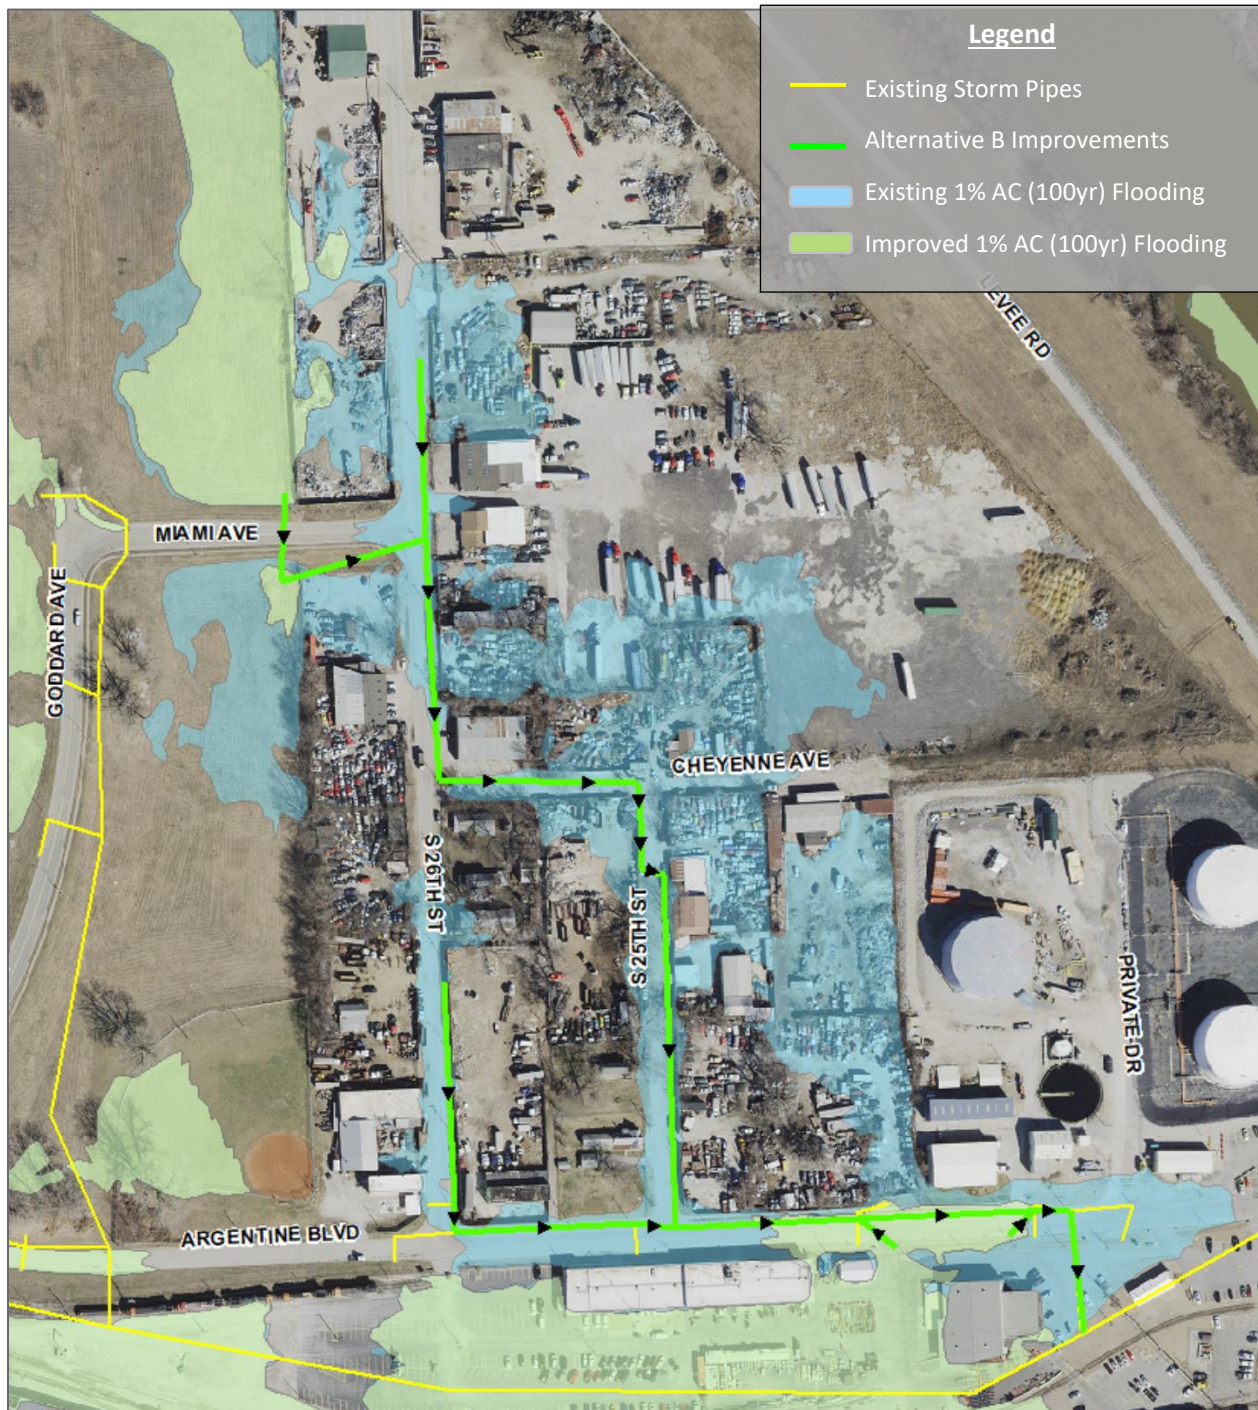 Legend
Existing Storm Pipes
Alternative B Improvements
Existing 1% AC (100yr) Flooding
Improved 1% AC (100yr) Flooding
LEVEE RD
MIAMI AVE
GODDARD AVE
CHEYENNE AVE
S 26TH ST
S 25TH ST
PRIVATE DR
ARGENTINE BLVD